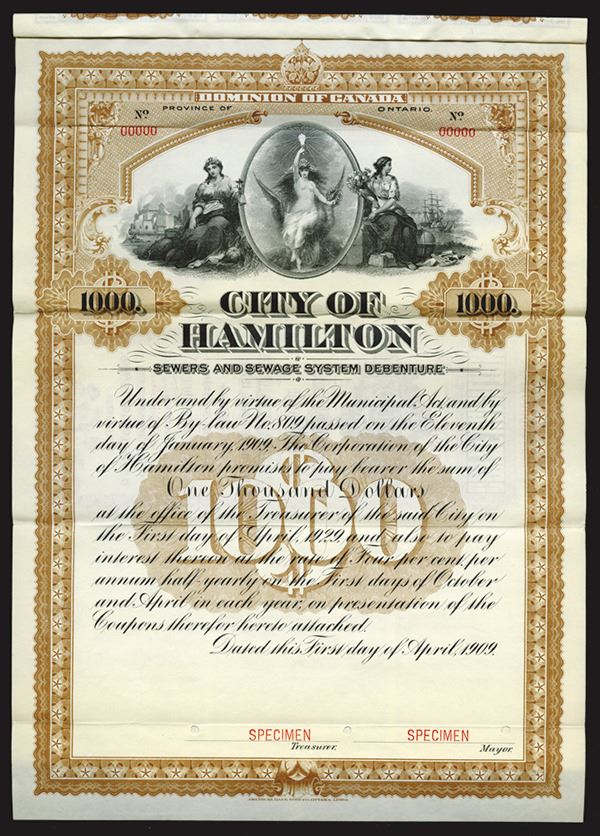 DOMINION OF CANADA
No PROVINCE OF ONTARIO. No
00000 00000
1000. CITY OF 1000.
HAMILTON
SEWERS AND SEWAGE SYSTEM DEBENTURE
Under and by virtue of the Municipal Act, and by
virtue of By-law No. 809 passed on the Eleventh
day of January, 1909. The Corporation of the City
of Hamilton promises to pay bearer the sum of
One Thousand Dollars
at the office of the Treasurer of the said City on
the First day of April, 1929, and also to pay
interest thereon at the rate of Four per cent. per
annum half yearly on the First days of October
and April in each year, on presentation of the
Coupons therefor hereto attached.
Dated this First day of April, 1909.
1000
SPECIMEN SPECIMEN
Treasurer. Mayor.